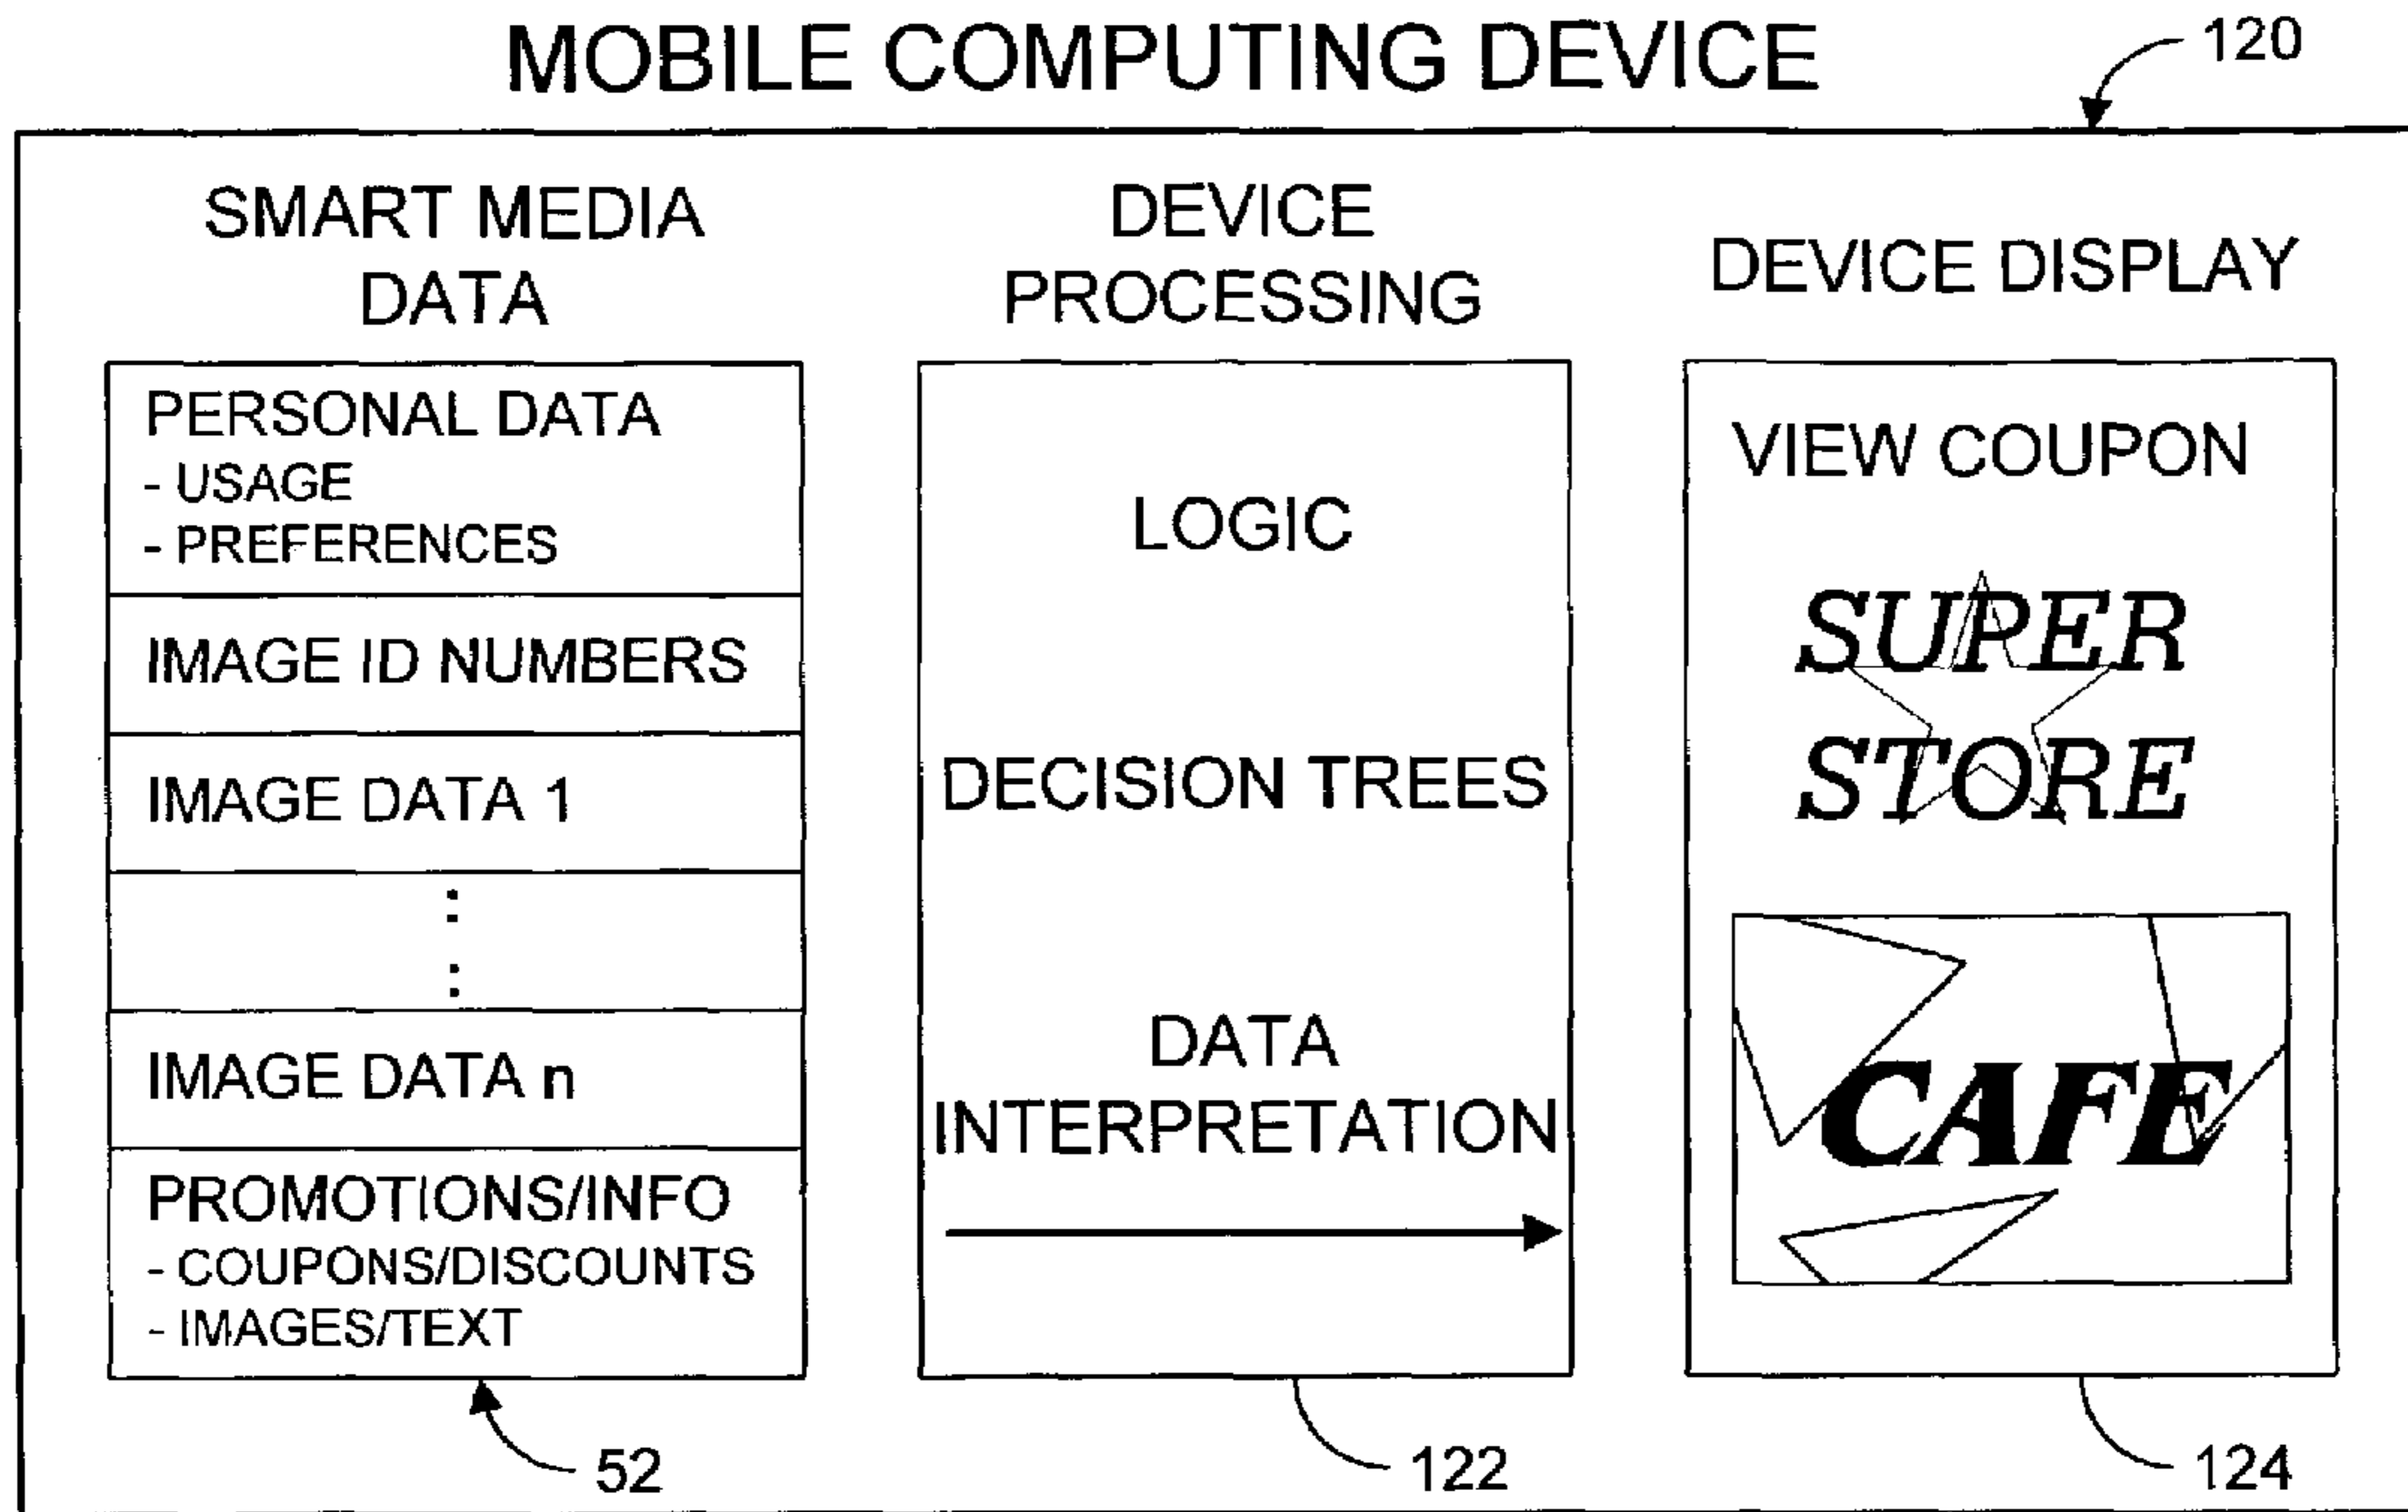 MOBILE COMPUTING DEVICE
120
SMART MEDIA
DATA
PERSONAL DATA
- USAGE
- PREFERENCES
IMAGE ID NUMBERS
IMAGE DATA 1
:
:
IMAGE DATA n
PROMOTIONS/INFO
- COUPONS/DISCOUNTS
- IMAGES/TEXT
52
DEVICE
PROCESSING
LOGIC
DECISION TREES
DATA
INTERPRETATION
122
DEVICE DISPLAY
VIEW COUPON
SUPER
STORE
CAFE
124